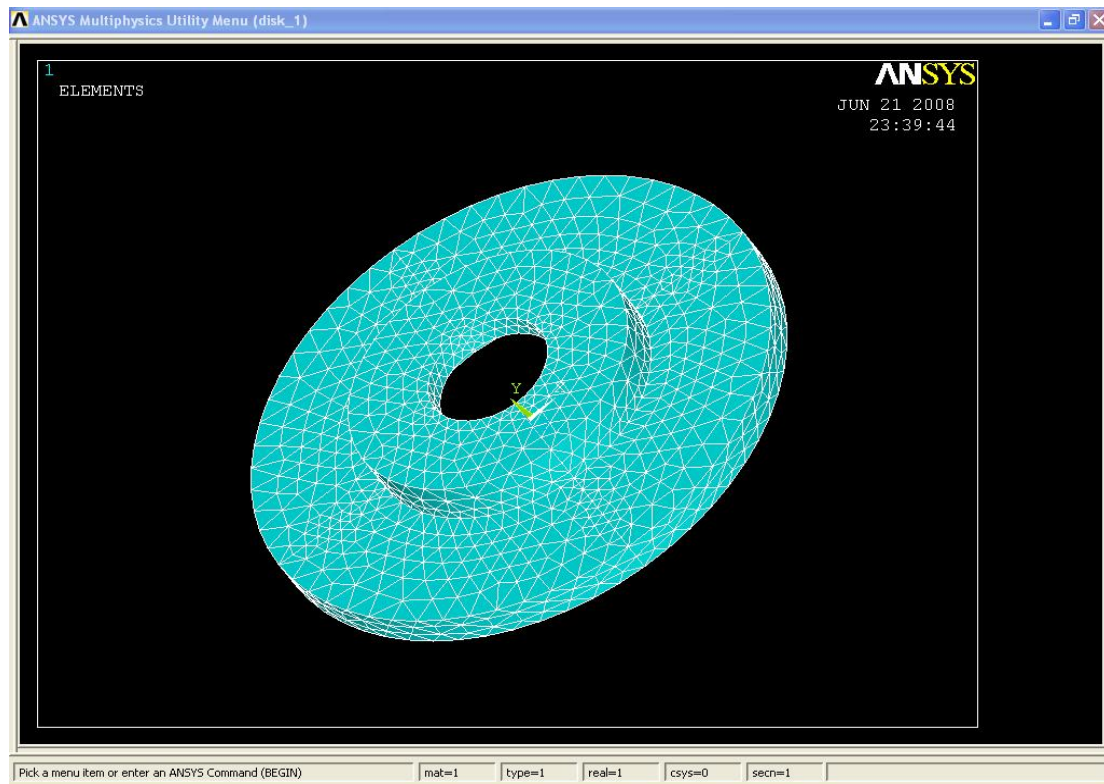 ANSYS Multiphysics Utility Menu (disk_1)
1
ELEMENTS
ANSYS
JUN 21 2008
23:39:44
Y
X
Pick a menu item or enter an ANSYS Command (BEGIN)
mat=1
type=1
real=1
csys=0
secn=1